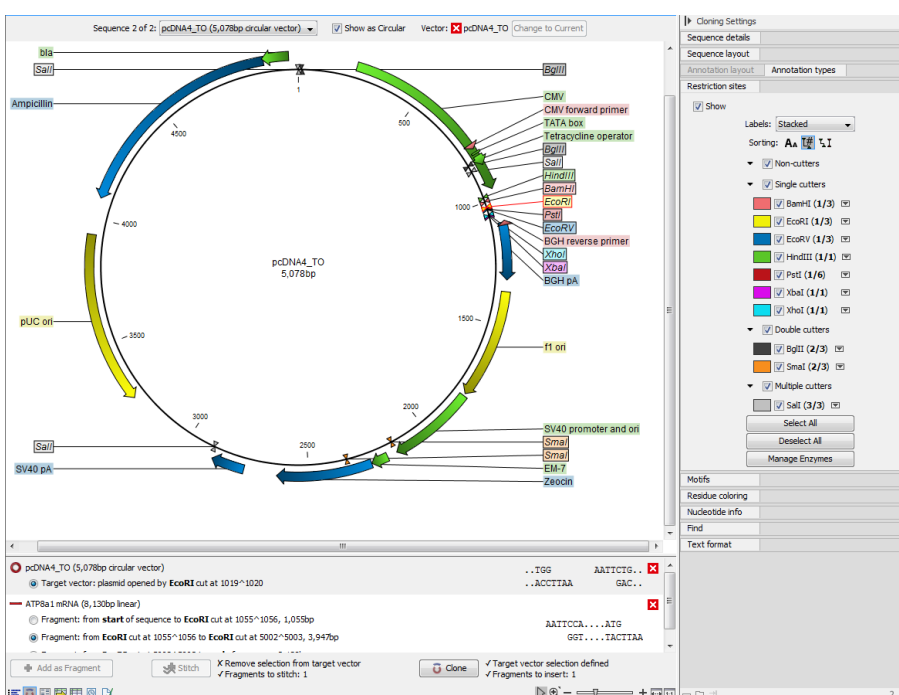 Sequence 2 of 2: pcDNA4_TO (5,078bp circular vector) Show as Circular Vector: pcDNA4_TO Change to Current
bla
SalI
Ampicillin
pUC ori
SalI
SV40 pA
BglII
CMV
CMV forward primer
TATA box
Tetracycline operator
BglII
SalI
HindIII
BamHI
EcoRI
PstI
EcoRV
BGH reverse primer
XhoI
XbaI
BGH pA
f1 ori
SV40 promoter and ori
SmaI
SmaI
EM-7
Zeocin
1
500
1000
1500
2000
2500
3000
3500
4000
4500
pcDNA4_TO
5,078bp
pcDNA4_TO (5,078bp circular vector)
Target vector: plasmid opened by EcoRI cut at 1019^1020
..TGG AATTCTG..
..ACCTTAA GAC..
ATP8a1 mRNA (8,130bp linear)
Fragment: from start of sequence to EcoRI cut at 1055^1056, 1,055bp
Fragment: from EcoRI cut at 1055^1056 to EcoRI cut at 5002^5003, 3,947bp
AATTCCA....ATG
GGT....TACTTAA
Add as Fragment
Stitch
X Remove selection from target vector
✓ Fragments to stitch: 1
Clone
✓ Target vector selection defined
✓ Fragments to insert: 1
Cloning Settings
Sequence details
Sequence layout
Annotation layout Annotation types
Restriction sites
Show
Labels: Stacked
Sorting:
Non-cutters
Single cutters
BamHI (1/3)
EcoRI (1/3)
EcoRV (1/3)
HindIII (1/1)
PstI (1/6)
XbaI (1/1)
XhoI (1/1)
Double cutters
BglII (2/3)
SmaI (2/3)
Multiple cutters
SalI (3/3)
Select All
Deselect All
Manage Enzymes
Motifs
Residue coloring
Nucleotide info
Find
Text format